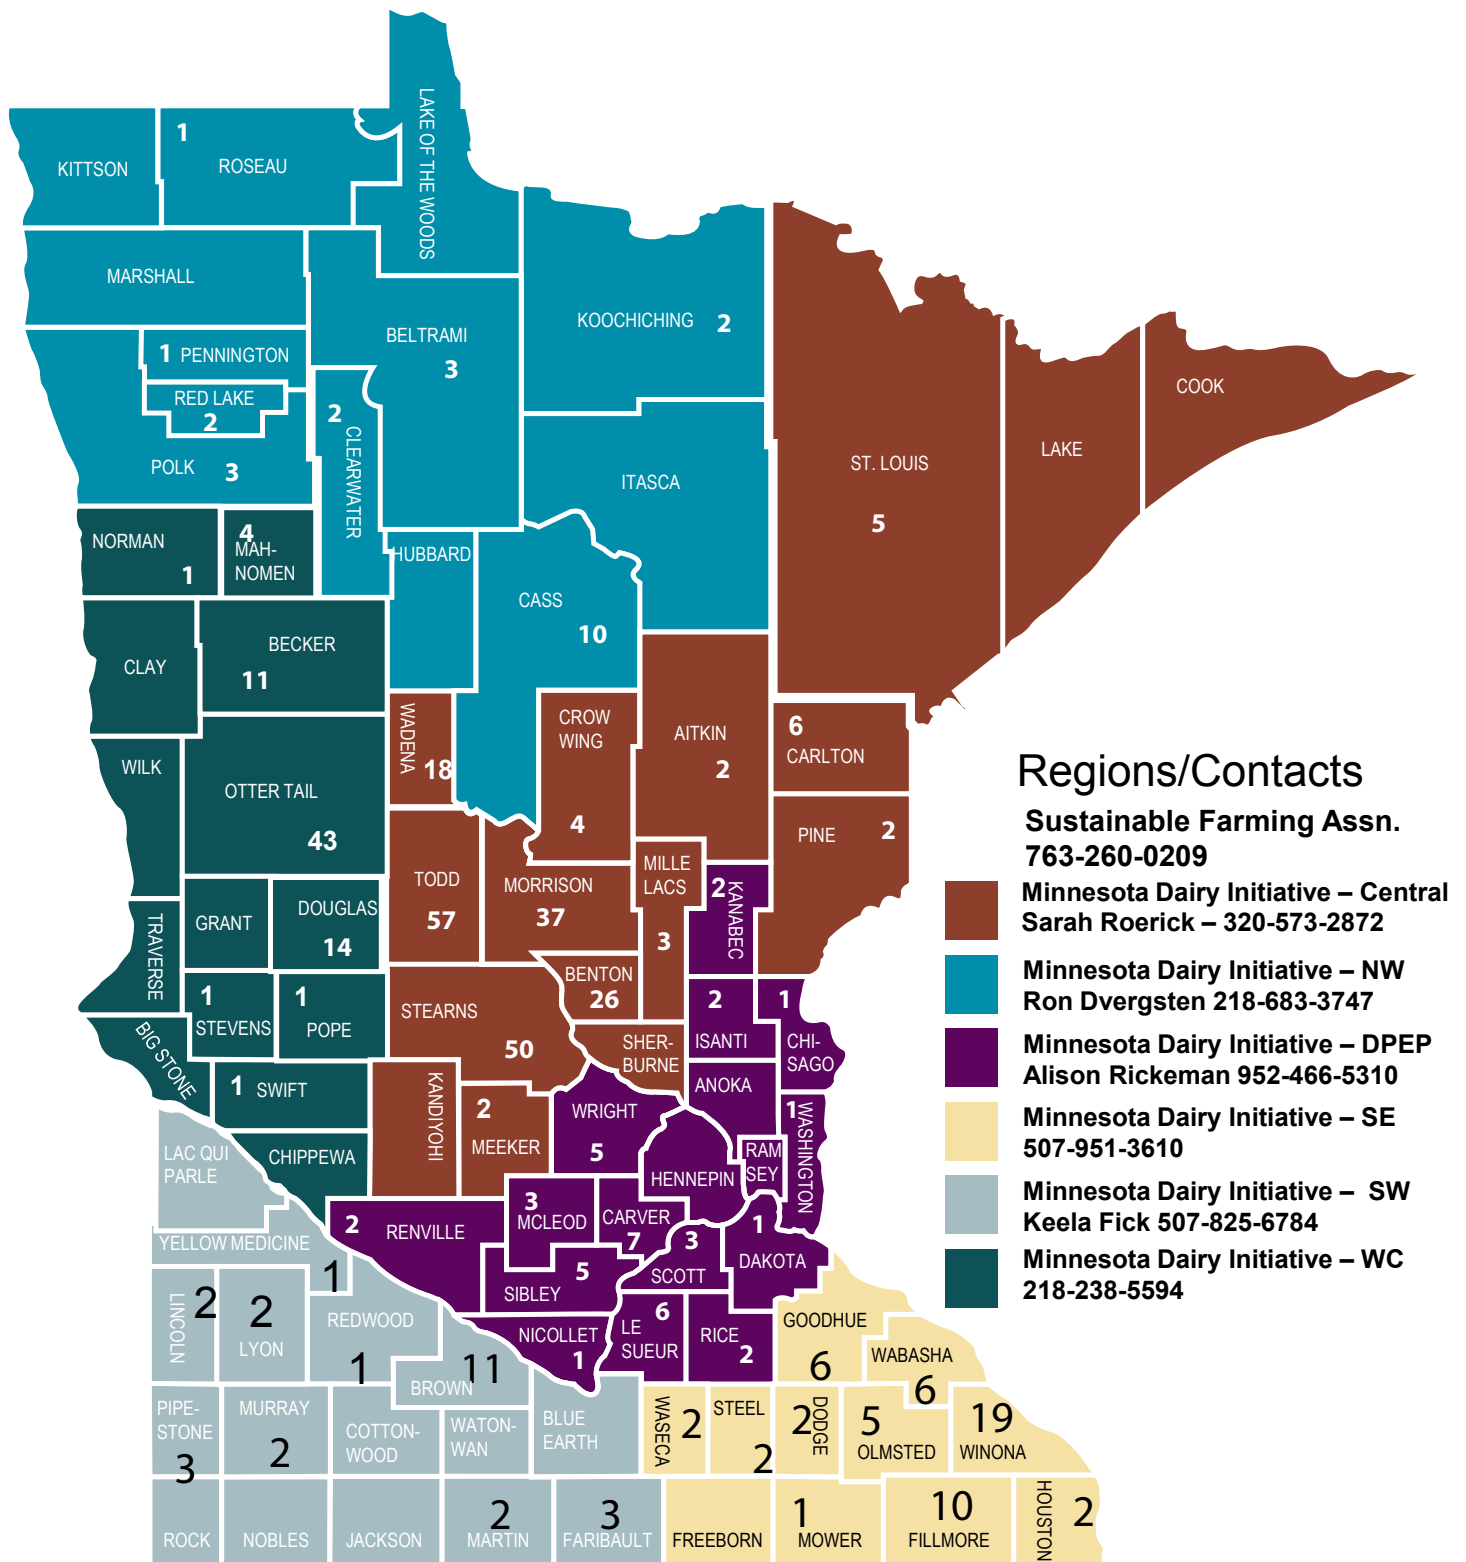 LAKE OF THE WOODS
1
KITTSON
ROSEAU
MARSHALL
KOOCHICHING 2
BELTRAMI
3
1 PENNINGTON
RED LAKE
2
COOK
2
CLEARWATER
LAKE
ST. LOUIS
5
POLK 3
ITASCA
NORMAN
1
4
MAH-
NOMEN
HUBBARD
CASS
10
BECKER
11
CLAY
WADENA
18
CROW
WING
4
AITKIN
2
6
CARLTON
WILK
OTTER TAIL
43
PINE 2
TODD
57
MORRISON
37
MILLE
LACS
3
2
KANABEC
GRANT
DOUGLAS
14
TRAVERSE
BENTON
26
1
STEVENS
1
POPE
STEARNS
50
2
ISANTI
1
CHI-
SAGO
BIG STONE
SHER-
BURNE
1 SWIFT
KANDIYOHI
2
MEEKER
WRIGHT
5
ANOKA
1
WASHINGTON
RAM
SEY
HENNEPIN
LAC QUI
PARLE
CHIPPEWA
2 RENVILLE
3
MCLEOD
CARVER
7
3
SCOTT
1
DAKOTA
YELLOW MEDICINE
1
5
SIBLEY
LINCOLN
2
2
LYON
REDWOOD
1
NICOLLET
1
6
LE
SUEUR
RICE
2
GOODHUE
6
WABASHA
6
11
BROWN
PIPE-
STONE
3
MURRAY
2
COTTON-
WOOD
WATON-
WAN
BLUE
EARTH
WASECA
2
STEEL
2
2
DODGE
5
OLMSTED
19
WINONA
ROCK
NOBLES
JACKSON
2
MARTIN
3
FARIBAULT
FREEBORN
1
MOWER
10
FILLMORE
HOUSTON
2
Regions/Contacts
Sustainable Farming Assn.
763-260-0209
Minnesota Dairy Initiative – Central
Sarah Roerick – 320-573-2872
Minnesota Dairy Initiative – NW
Ron Dvergsten 218-683-3747
Minnesota Dairy Initiative – DPEP
Alison Rickeman 952-466-5310
Minnesota Dairy Initiative – SE
507-951-3610
Minnesota Dairy Initiative – SW
Keela Fick 507-825-6784
Minnesota Dairy Initiative – WC
218-238-5594